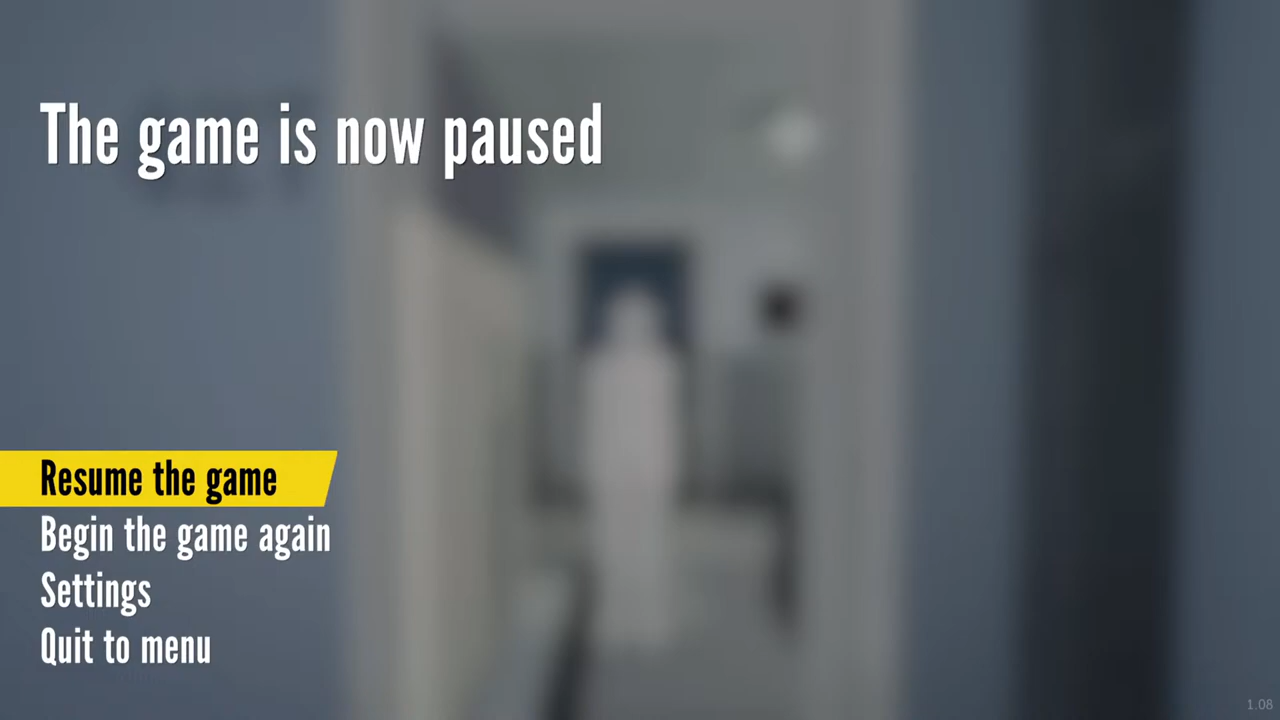 The game is now paused
Resume the game
Begin the game again
Settings
Quit to menu
1.08